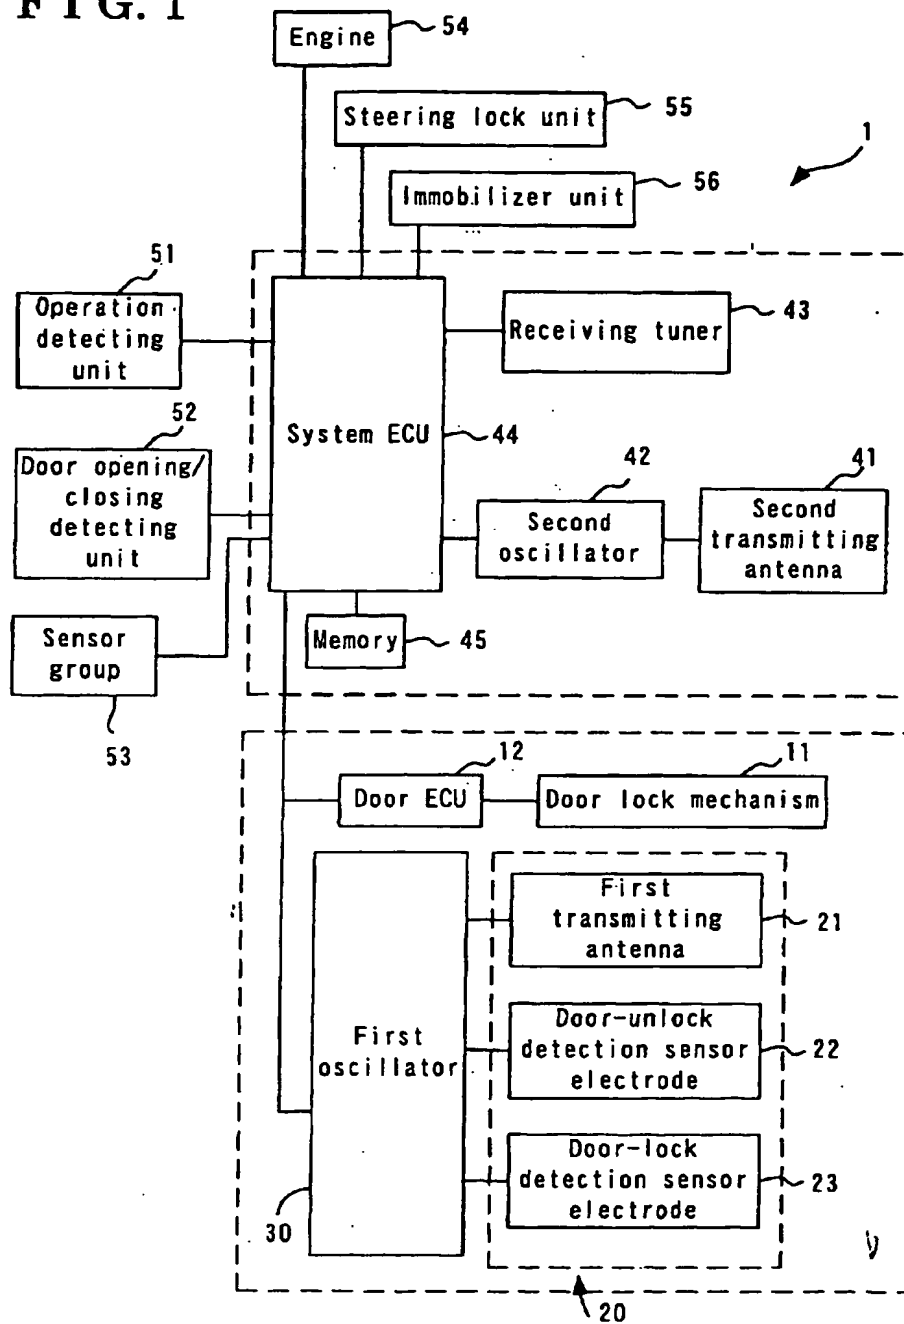 FIG. 1
Engine
54
Steering lock unit
55
1
Immobilizer unit
56
51
Operation
detecting
unit
Receiving tuner
43
52
Door opening/
closing
detecting
unit
System ECU
44
42
Second
oscillator
41
Second
transmitting
antenna
Sensor
group
53
Memory
45
12
Door ECU
11
Door lock mechanism
First
transmitting
antenna
21
First
oscillator
30
Door-unlock
detection sensor
electrode
22
Door-lock
detection sensor
electrode
23
20